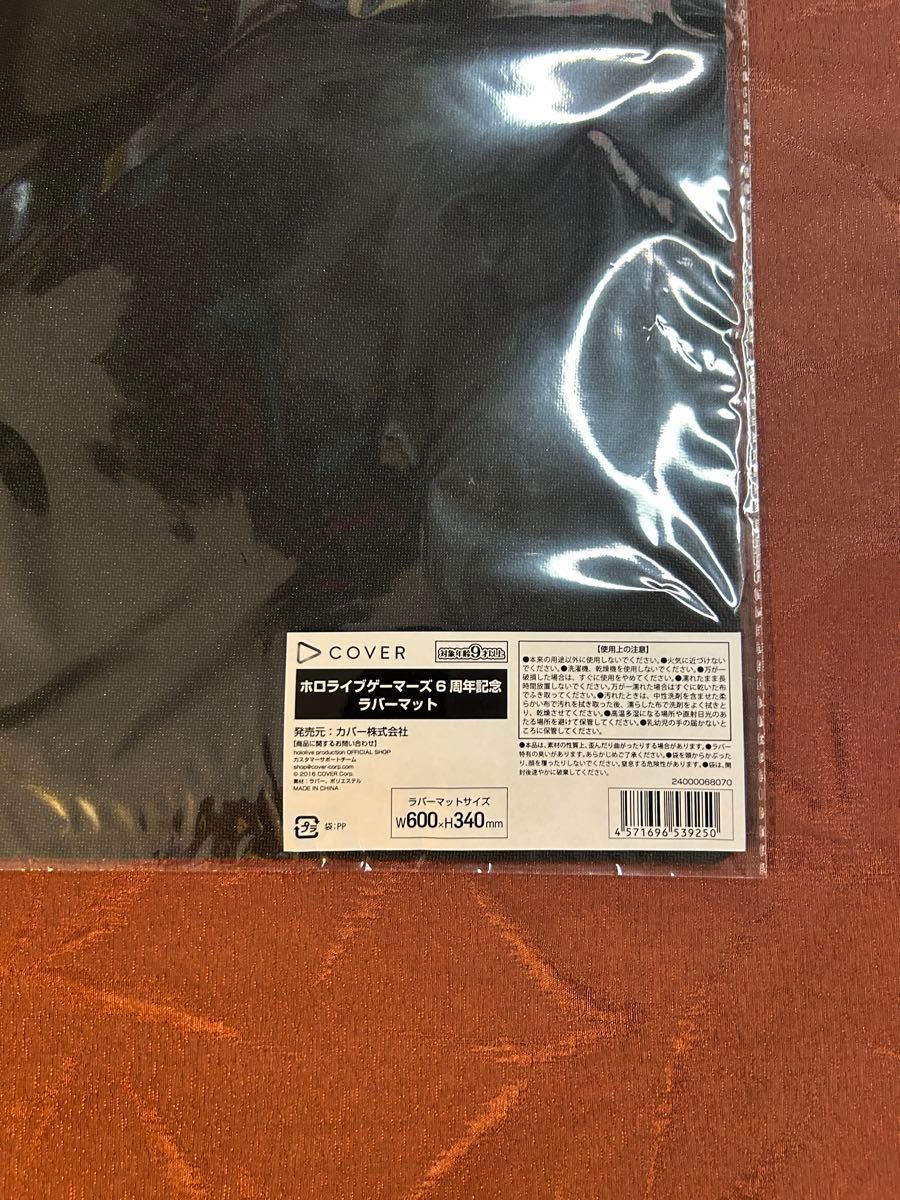 COVER
対象年齢9才以上
ホロライブゲーマーズ6周年記念
ラバーマット
発売元：カバー株式会社
【商品に関するお問い合わせ】
hololive production OFFICIAL SHOP
カスタマーサポートチーム
shop@cover-corp.com
© 2016 COVER Corp.
素材：ラバー、ポリエステル
MADE IN CHINA
プラ
袋：PP
ラバーマットサイズ
W600×H340mm
【使用上の注意】
●本来の用途以外に使用しないでください。●火気に近づけない
でください。●洗濯機、乾燥機を使用しないでください。●万が一
破損した場合は、すぐに使用をやめてください。●濡れたまま長
時間放置しないでください。万が一濡れた場合はすぐに乾いた布
でふき取ってください。●汚れたときは、中性洗剤を含ませた柔
らかい布で汚れを拭き取った後、濡らした布で洗剤をよく拭きと
り、乾燥させてください。●高温多湿になる場所や直射日光のあ
たる場所を避けて保管してください。●乳幼児の手の届かないと
ころに保管してください。
●本品は、素材の性質上、歪んだり曲がったりする場合があります。●ラバー
特有の臭いがあります。あらかじめご了承ください。●袋を頭からかぶった
り、顔を覆ったりしないでください。窒息する危険性があります。●袋は、開
封後速やかに破棄してください。
24000068070
4 571696 539250